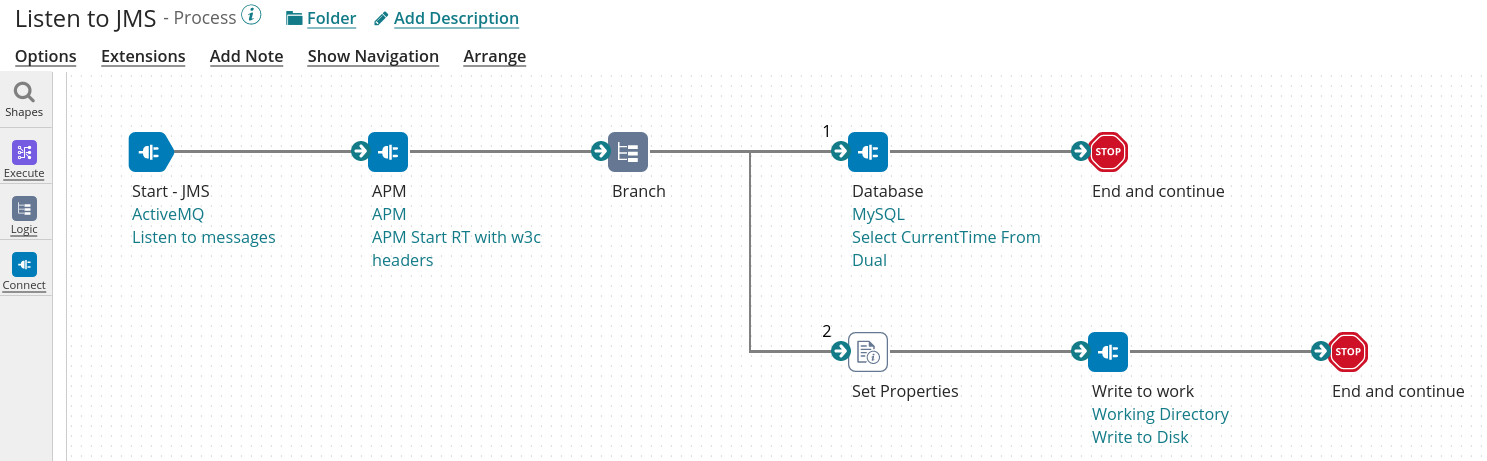 Listen to JMS - Process i Folder Add Description
Options Extensions Add Note Show Navigation Arrange
Shapes
Execute
Logic
Connect
Start - JMS
ActiveMQ
Listen to messages
APM
APM
APM Start RT with w3c
headers
Branch
1
Database
MySQL
Select CurrentTime From
Dual
STOP
End and continue
2
Set Properties
Write to work
Working Directory
Write to Disk
STOP
End and continue